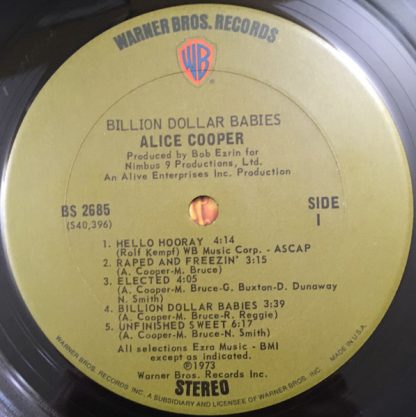 WARNER BROS. RECORDS
WB
BILLION DOLLAR BABIES
ALICE COOPER
Produced by Bob Ezrin for
Nimbus 9 Productions, Ltd.
An Alive Enterprises Inc. Production
BS 2685
(S40,396)
SIDE
1
1. HELLO HOORAY 4:14
(Rolf Kempf) WB Music Corp. - ASCAP
2. RAPED AND FREEZIN' 3:15
(A. Cooper-M. Bruce)
3. ELECTED 4:05
(A. Cooper-M. Bruce-G. Buxton-D. Dunaway
N. Smith)
4. BILLION DOLLAR BABIES 3:39
(A. Cooper-M. Bruce-R. Reggie)
5. UNFINISHED SWEET 6:17
(A. Cooper-M. Bruce-N. Smith)
All selections Ezra Music - BMI
except as indicated.
℗1973
Warner Bros. Records Inc.
STEREO
WARNER BROS. RECORDS INC. A SUBSIDIARY AND LICENSEE OF WARNER BROS. INC.
MADE IN U.S.A.